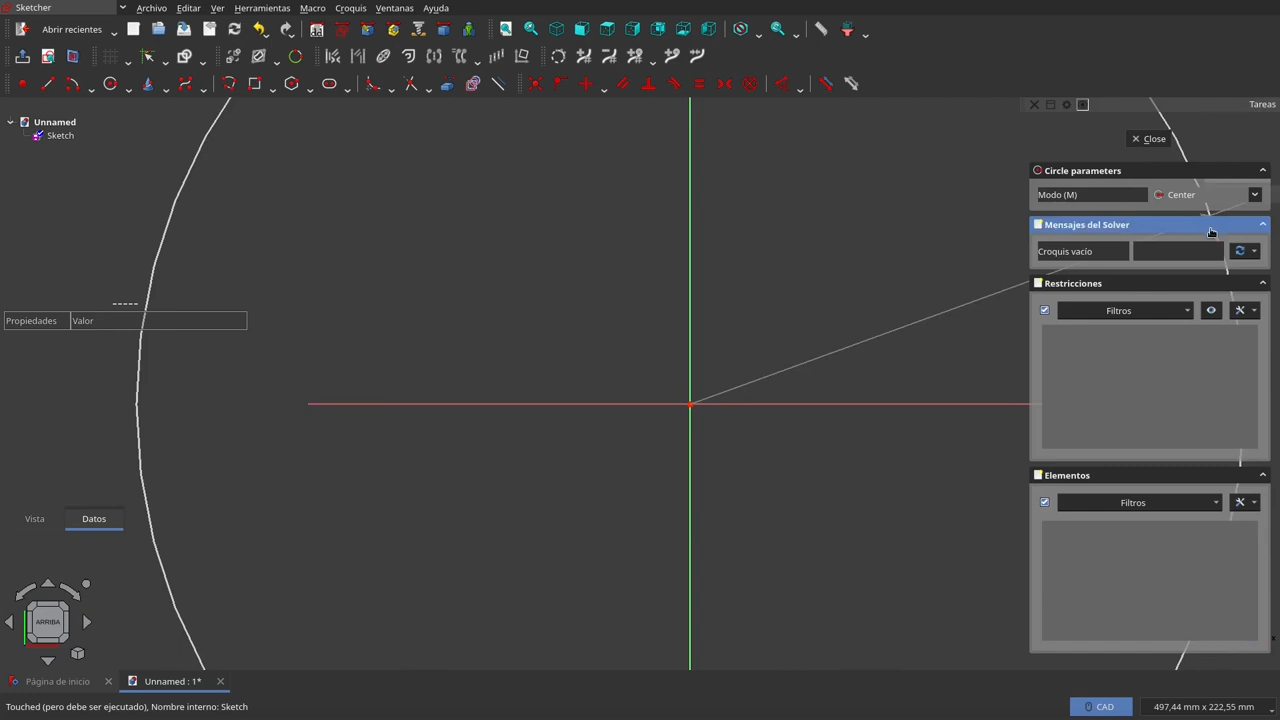 Sketcher
Archivo Editar Ver Herramientas Macro Croquis Ventanas Ayuda
Abrir recientes
Unnamed
Sketch
Tareas
Close
Circle parameters
Modo (M) Center
Mensajes del Solver
Croquis vacío
Restricciones
Filtros
Propiedades Valor
Elementos
Filtros
Vista Datos
ARRIBA
Página de inicio Unnamed : 1*
Touched (pero debe ser ejecutado), Nombre interno: Sketch
CAD 497,44 mm x 222,55 mm